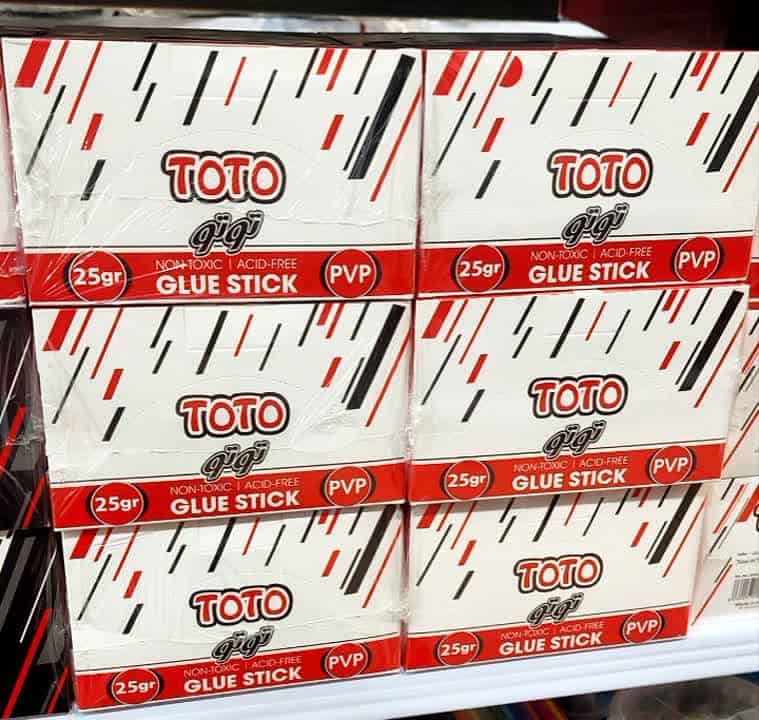 TOTO
توتو
25gr
NON-TOXIC | ACID-FREE
GLUE STICK
PVP
TOTO
توتو
25gr
NON-TOXIC | ACID-FREE
GLUE STICK
PVP
TOTO
توتو
25gr
NON-TOXIC | ACID-FREE
GLUE STICK
PVP
TOTO
توتو
25gr
NON-TOXIC | ACID-FREE
GLUE STICK
PVP
TOTO
توتو
25gr
NON-TOXIC | ACID-FREE
GLUE STICK
PVP
TOTO
توتو
25gr
NON-TOXIC | ACID-FREE
GLUE STICK
PVP